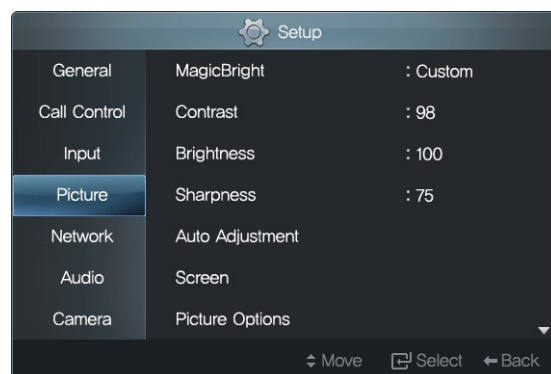 Setup
General
MagicBright : Custom
Call Control
Contrast : 98
Input
Brightness : 100
Picture
Sharpness : 75
Network
Auto Adjustment
Audio
Screen
Camera
Picture Options
Move Select Back